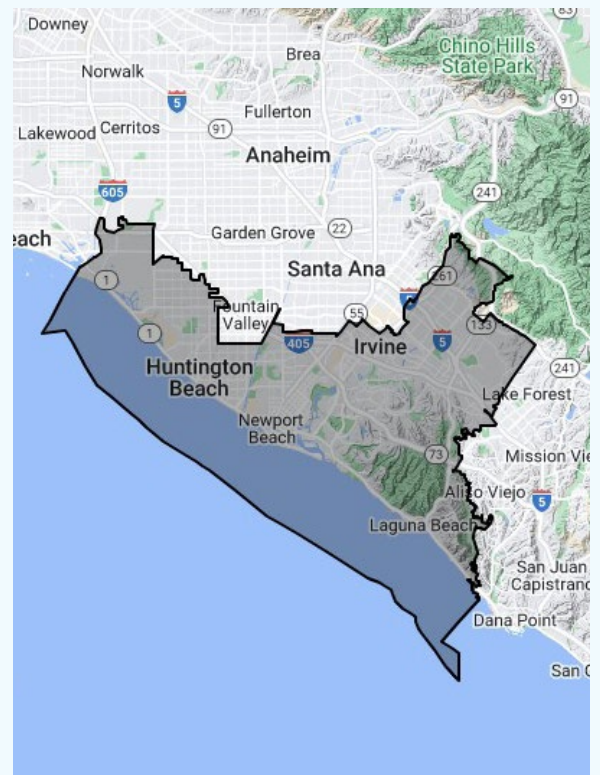 Downey
83
Brea
Chino Hills
State Park
Norwalk
5
91
Fullerton
Lakewood
Cerritos
91
Anaheim
605
241
each
Garden Grove
22
Santa Ana
261
1
ountain
Valley
55
133
1
405
Irvine
5
Huntington
Beach
241
Lake Forest
Newport
Beach
73
Mission Vie
Aliso Viejo
5
Laguna Beach
San Juan
Capistrano
Dana Point
San C